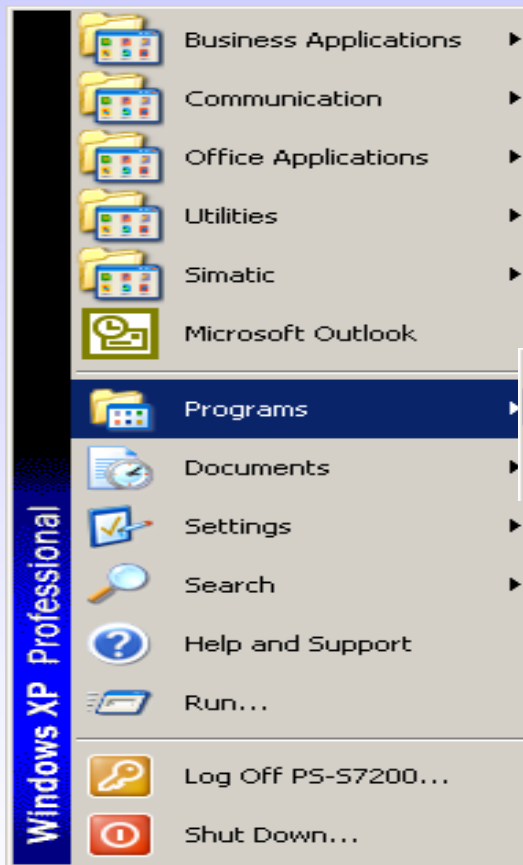 Business Applications
Communication
Office Applications
Utilities
Simatic
Microsoft Outlook
Programs
Documents
Settings
Search
Help and Support
Run...
Log Off PS-S7200...
Shut Down...
Windows XP Professional